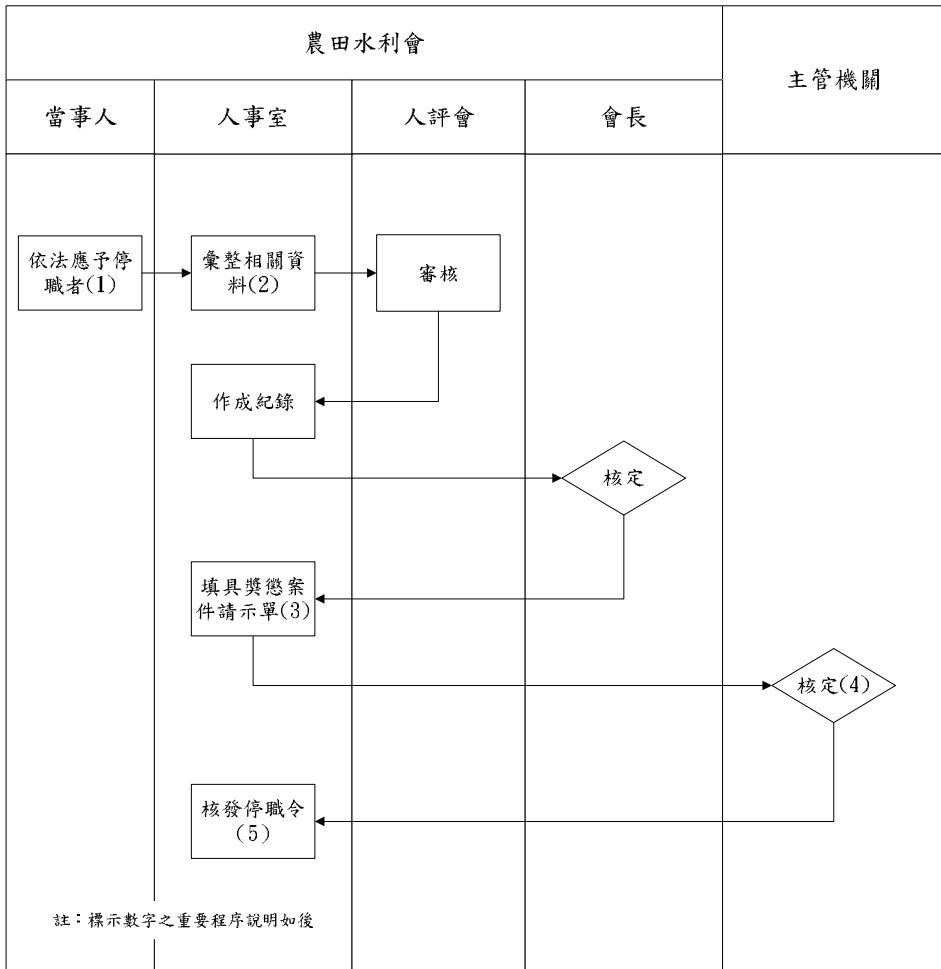 農田水利會
主管機關
當事人
人事室
人評會
會長
依法應予停
職者(1)
彙整相關資
料(2)
審核
作成紀錄
核定
填具獎懲案
件請示單(3)
核定(4)
核發停職令
(5)
註：標示數字之重要程序說明如後